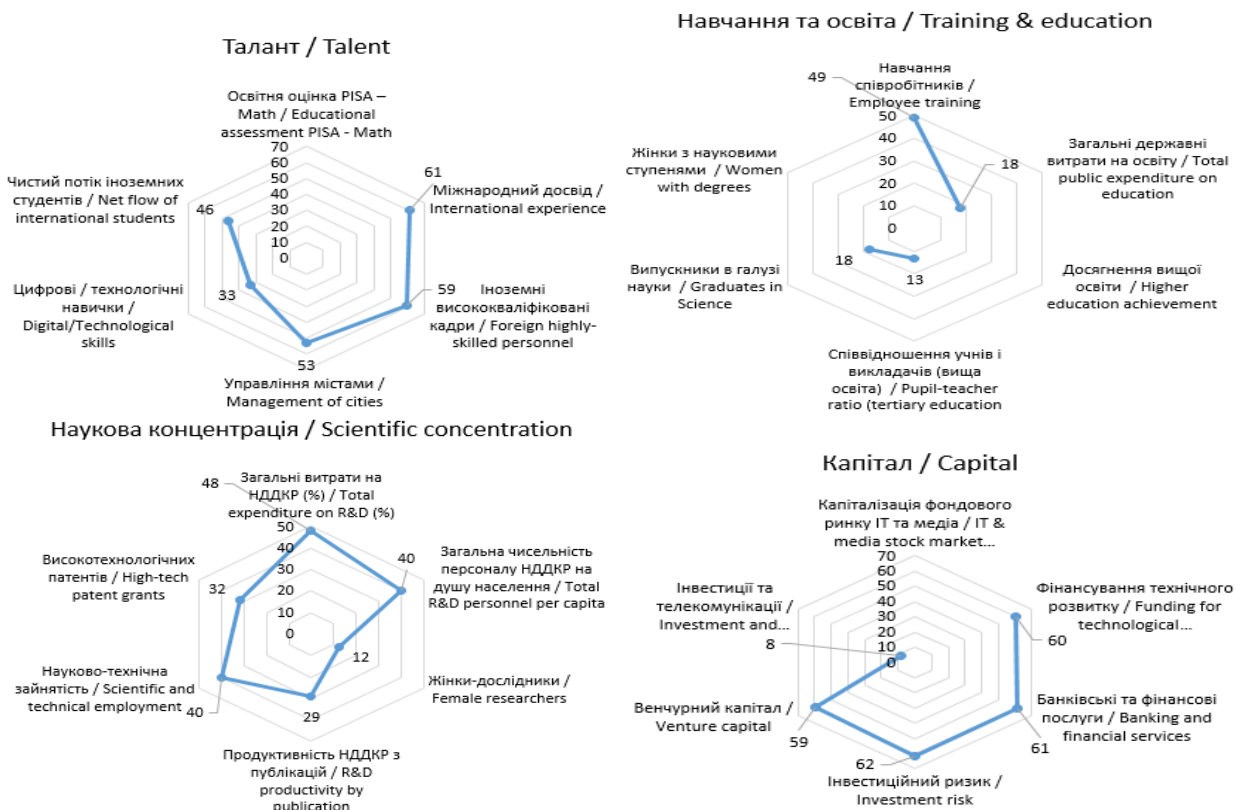 Талант / Talent
Освітня оцінка PISA –
Math / Educational
assessment PISA - Math
70
60
50
40
30
20
10
0
61
Міжнародний досвід /
International experience
59
Іноземні
висококваліфіковані
кадри / Foreign highly-
skilled personnel
53
Управління містами /
Management of cities
33
Цифрові / технологічні
навички /
Digital/Technological
skills
46
Чистий потік іноземних
студентів / Net flow of
international students
Навчання та освіта / Training & education
49
Навчання
співробітників /
Employee training
50
40
30
20
10
0
18
Загальні державні
витрати на освіту / Total
public expenditure on
education
Досягнення вищої
освіти / Higher
education achievement
13
Співвідношення учнів і
викладачів (вища
освіта) / Pupil-teacher
ratio (tertiary education
18
Випускники в галузі
науки / Graduates in
Science
Жінки з науковими
ступенями / Women
with degrees
Наукова концентрація / Scientific concentration
48
Загальні витрати на
НДДКР (%) / Total
expenditure on R&D (%)
50
40
30
20
10
0
40
Загальна чисельність
персоналу НДДКР на
душу населення / Total
R&D personnel per capita
12
Жінки-дослідники /
Female researchers
29
Продуктивність НДДКР з
публікацій / R&D
productivity by
publication
40
Науково-технічна
зайнятість / Scientific and
technical employment
32
Високотехнологічних
патентів / High-tech
patent grants
Капітал / Capital
Капіталізація фондового
ринку ІТ та медіа / IT &
media stock market...
70
60
50
40
30
20
10
0
60
Фінансування технічного
розвитку / Funding for
technological...
61
Банківські та фінансові
послуги / Banking and
financial services
62
Інвестиційний ризик /
Investment risk
59
Венчурний капітал /
Venture capital
8
Інвестиції та
телекомунікації /
Investment and...